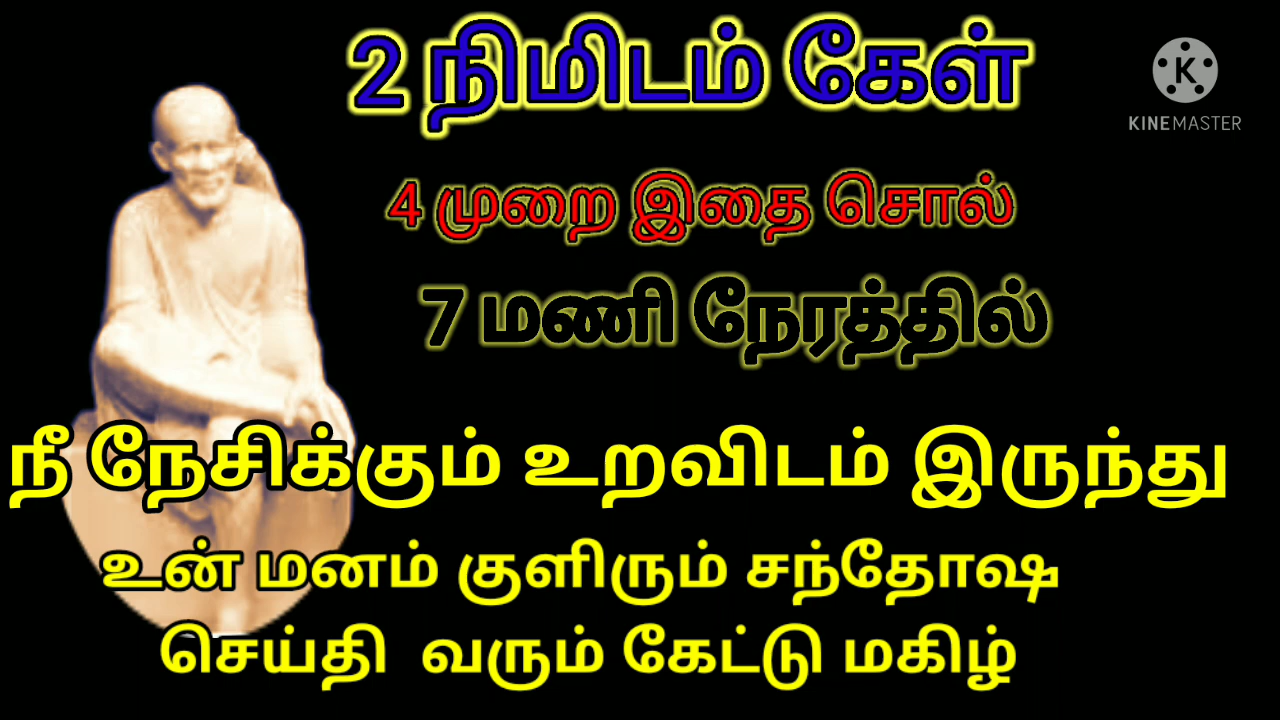 2 நிமிடம் கேள்
KINEMASTER
4 முறை இதை சொல்
7 மணி நேரத்தில்
நீ நேசிக்கும் உறவிடம் இருந்து
உன் மனம் குளிரும் சந்தோஷ
செய்தி வரும் கேட்டு மகிழ்